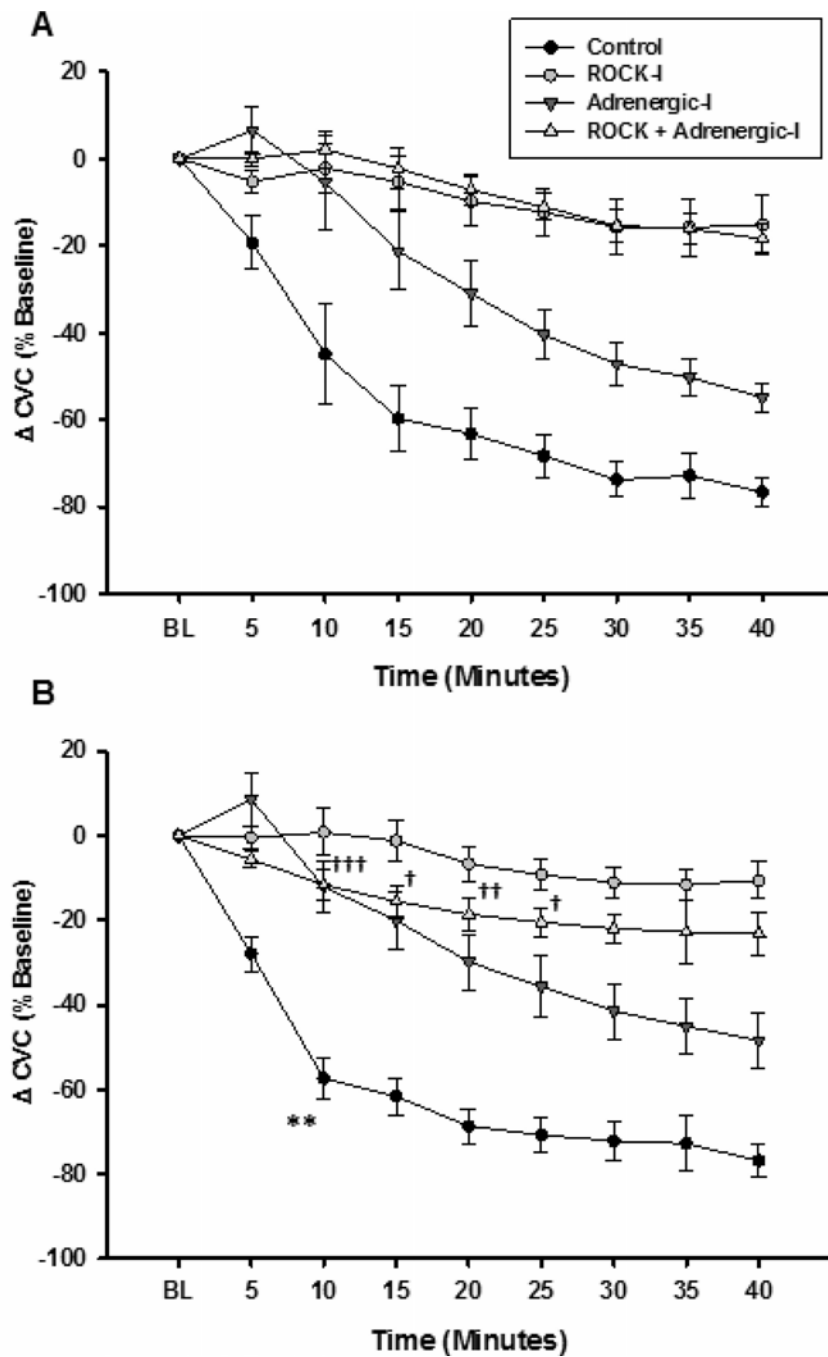 A
Control
ROCK-I
Adrenergic-I
ROCK + Adrenergic-I
20
0
-20
-40
-60
-80
-100
Δ CVC (% Baseline)
BL 5 10 15 20 25 30 35 40
Time (Minutes)
B
20
0
-20
-40
-60
-80
-100
Δ CVC (% Baseline)
†††
†
††
†
**
BL 5 10 15 20 25 30 35 40
Time (Minutes)